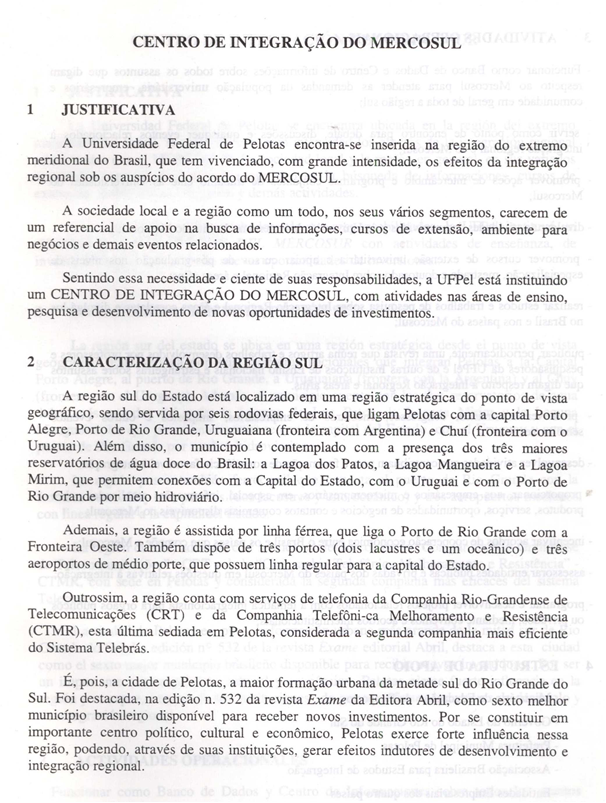 CENTRO DE INTEGRAÇÃO DO MERCOSUL
1 JUSTIFICATIVA
A Universidade Federal de Pelotas encontra-se inserida na região do extremo
meridional do Brasil, que tem vivenciado, com grande intensidade, os efeitos da integração
regional sob os auspícios do acordo do MERCOSUL.
A sociedade local e a região como um todo, nos seus vários segmentos, carecem de
um referencial de apoio na busca de informações, cursos de extensão, ambiente para
negócios e demais eventos relacionados.
Sentindo essa necessidade e ciente de suas responsabilidades, a UFPel está instituindo
um CENTRO DE INTEGRAÇÃO DO MERCOSUL, com atividades nas áreas de ensino,
pesquisa e desenvolvimento de novas oportunidades de investimentos.
2 CARACTERIZAÇÃO DA REGIÃO SUL
A região sul do Estado está localizado em uma região estratégica do ponto de vista
geográfico, sendo servida por seis rodovias federais, que ligam Pelotas com a capital Porto
Alegre, Porto de Rio Grande, Uruguaiana (fronteira com Argentina) e Chuí (fronteira com o
Uruguai). Além disso, o município é contemplado com a presença dos três maiores
reservatórios de água doce do Brasil: a Lagoa dos Patos, a Lagoa Mangueira e a Lagoa
Mirim, que permitem conexões com a Capital do Estado, com o Uruguai e com o Porto de
Rio Grande por meio hidroviário.
Ademais, a região é assistida por linha férrea, que liga o Porto de Rio Grande com a
Fronteira Oeste. Também dispõe de três portos (dois lacustres e um oceânico) e três
aeroportos de médio porte, que possuem linha regular para a capital do Estado.
Outrossim, a região conta com serviços de telefonia da Companhia Rio-Grandense de
Telecomunicações (CRT) e da Companhia Telefôni-ca Melhoramento e Resistência
(CTMR), esta última sediada em Pelotas, considerada a segunda companhia mais eficiente
do Sistema Telebrás.
É, pois, a cidade de Pelotas, a maior formação urbana da metade sul do Rio Grande do
Sul. Foi destacada, na edição n. 532 da revista Exame da Editora Abril, como sexto melhor
município brasileiro disponível para receber novos investimentos. Por se constituir em
importante centro político, cultural e econômico, Pelotas exerce forte influência nessa
região, podendo, através de suas instituições, gerar efeitos indutores de desenvolvimento e
integração regional.